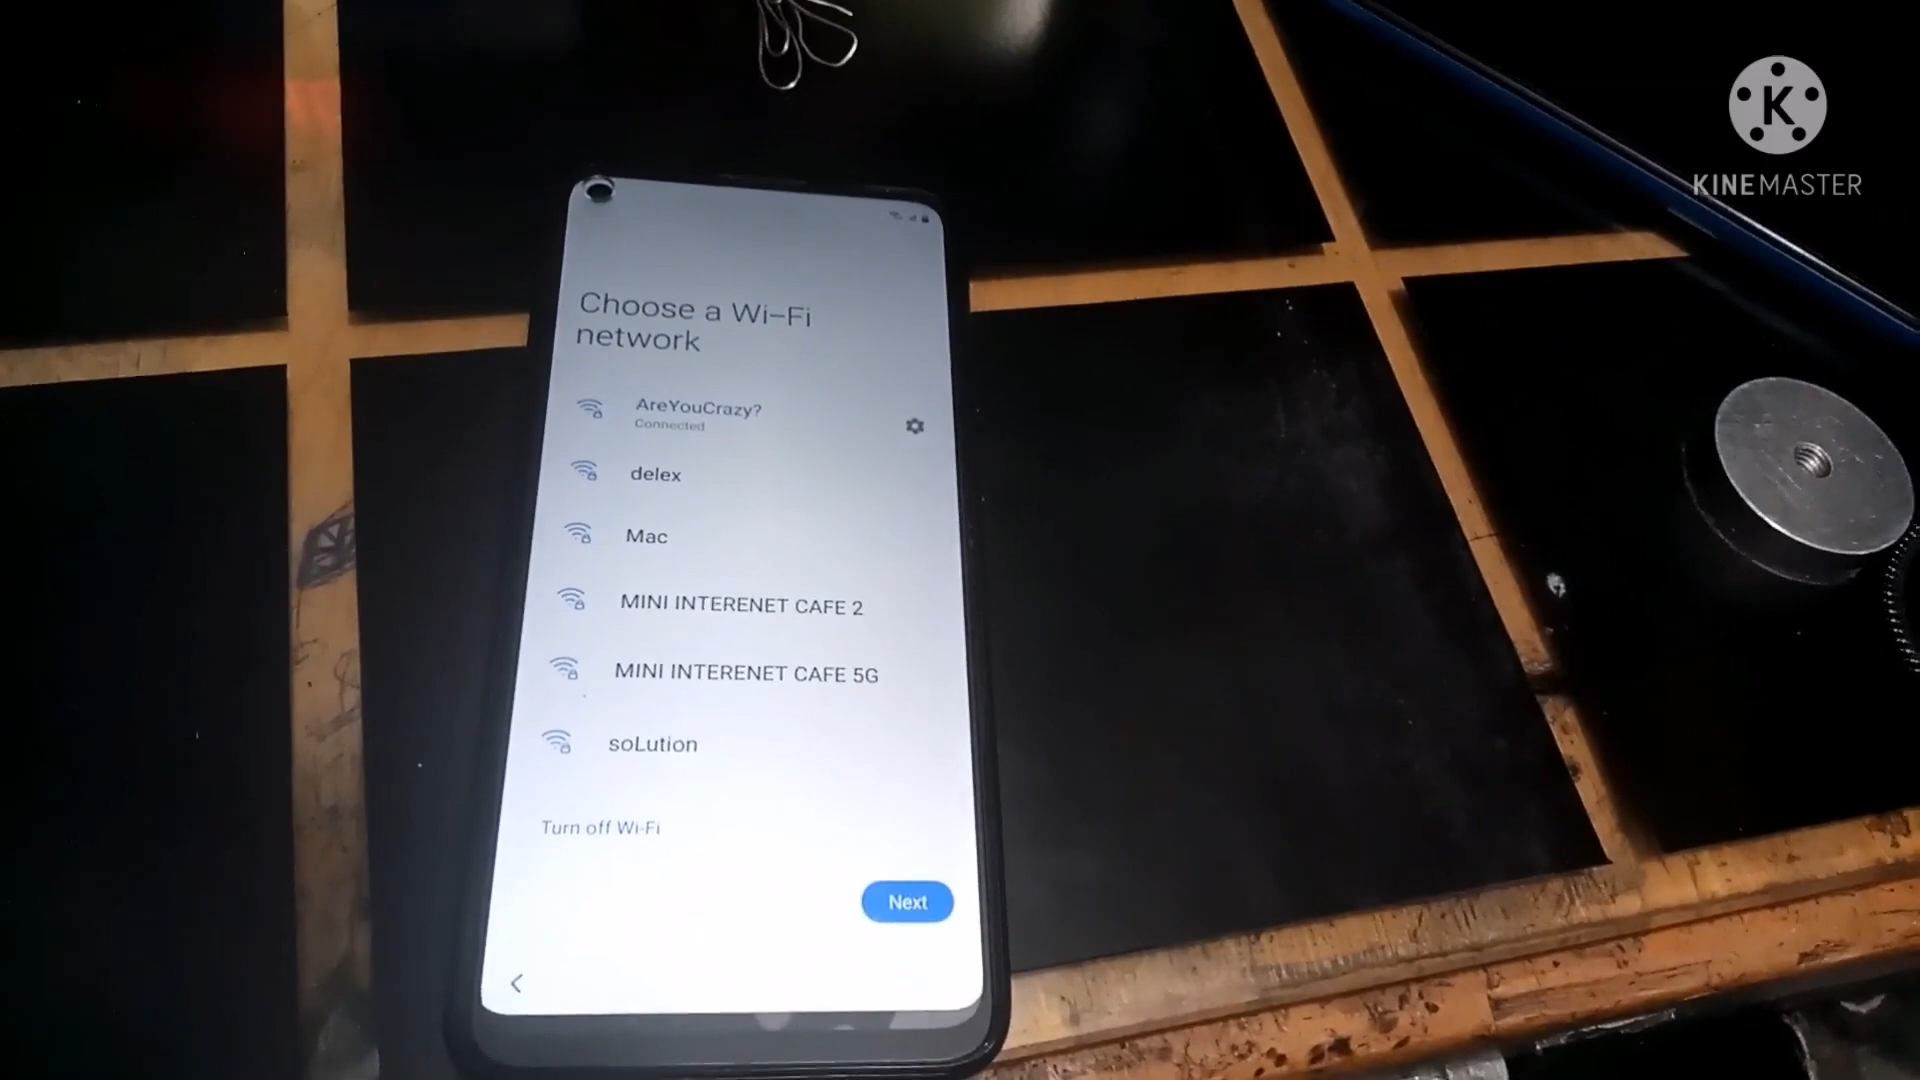 K
KINEMASTER
Choose a Wi-Fi
network
AreYouCrazy?
Connected
delex
Mac
MINI INTERENET CAFE 2
MINI INTERENET CAFE 5G
soLution
Turn off Wi-Fi
Next